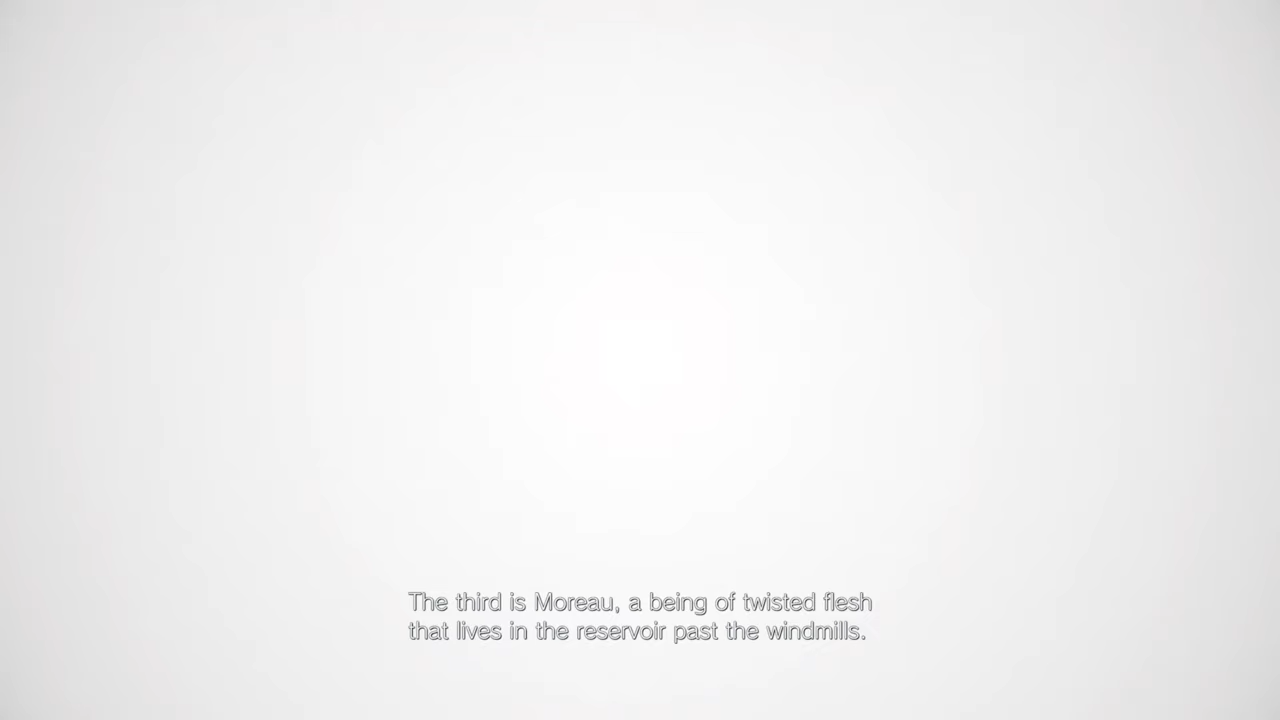 The third is Moreau, a being of twisted flesh
that lives in the reservoir past the windmills.